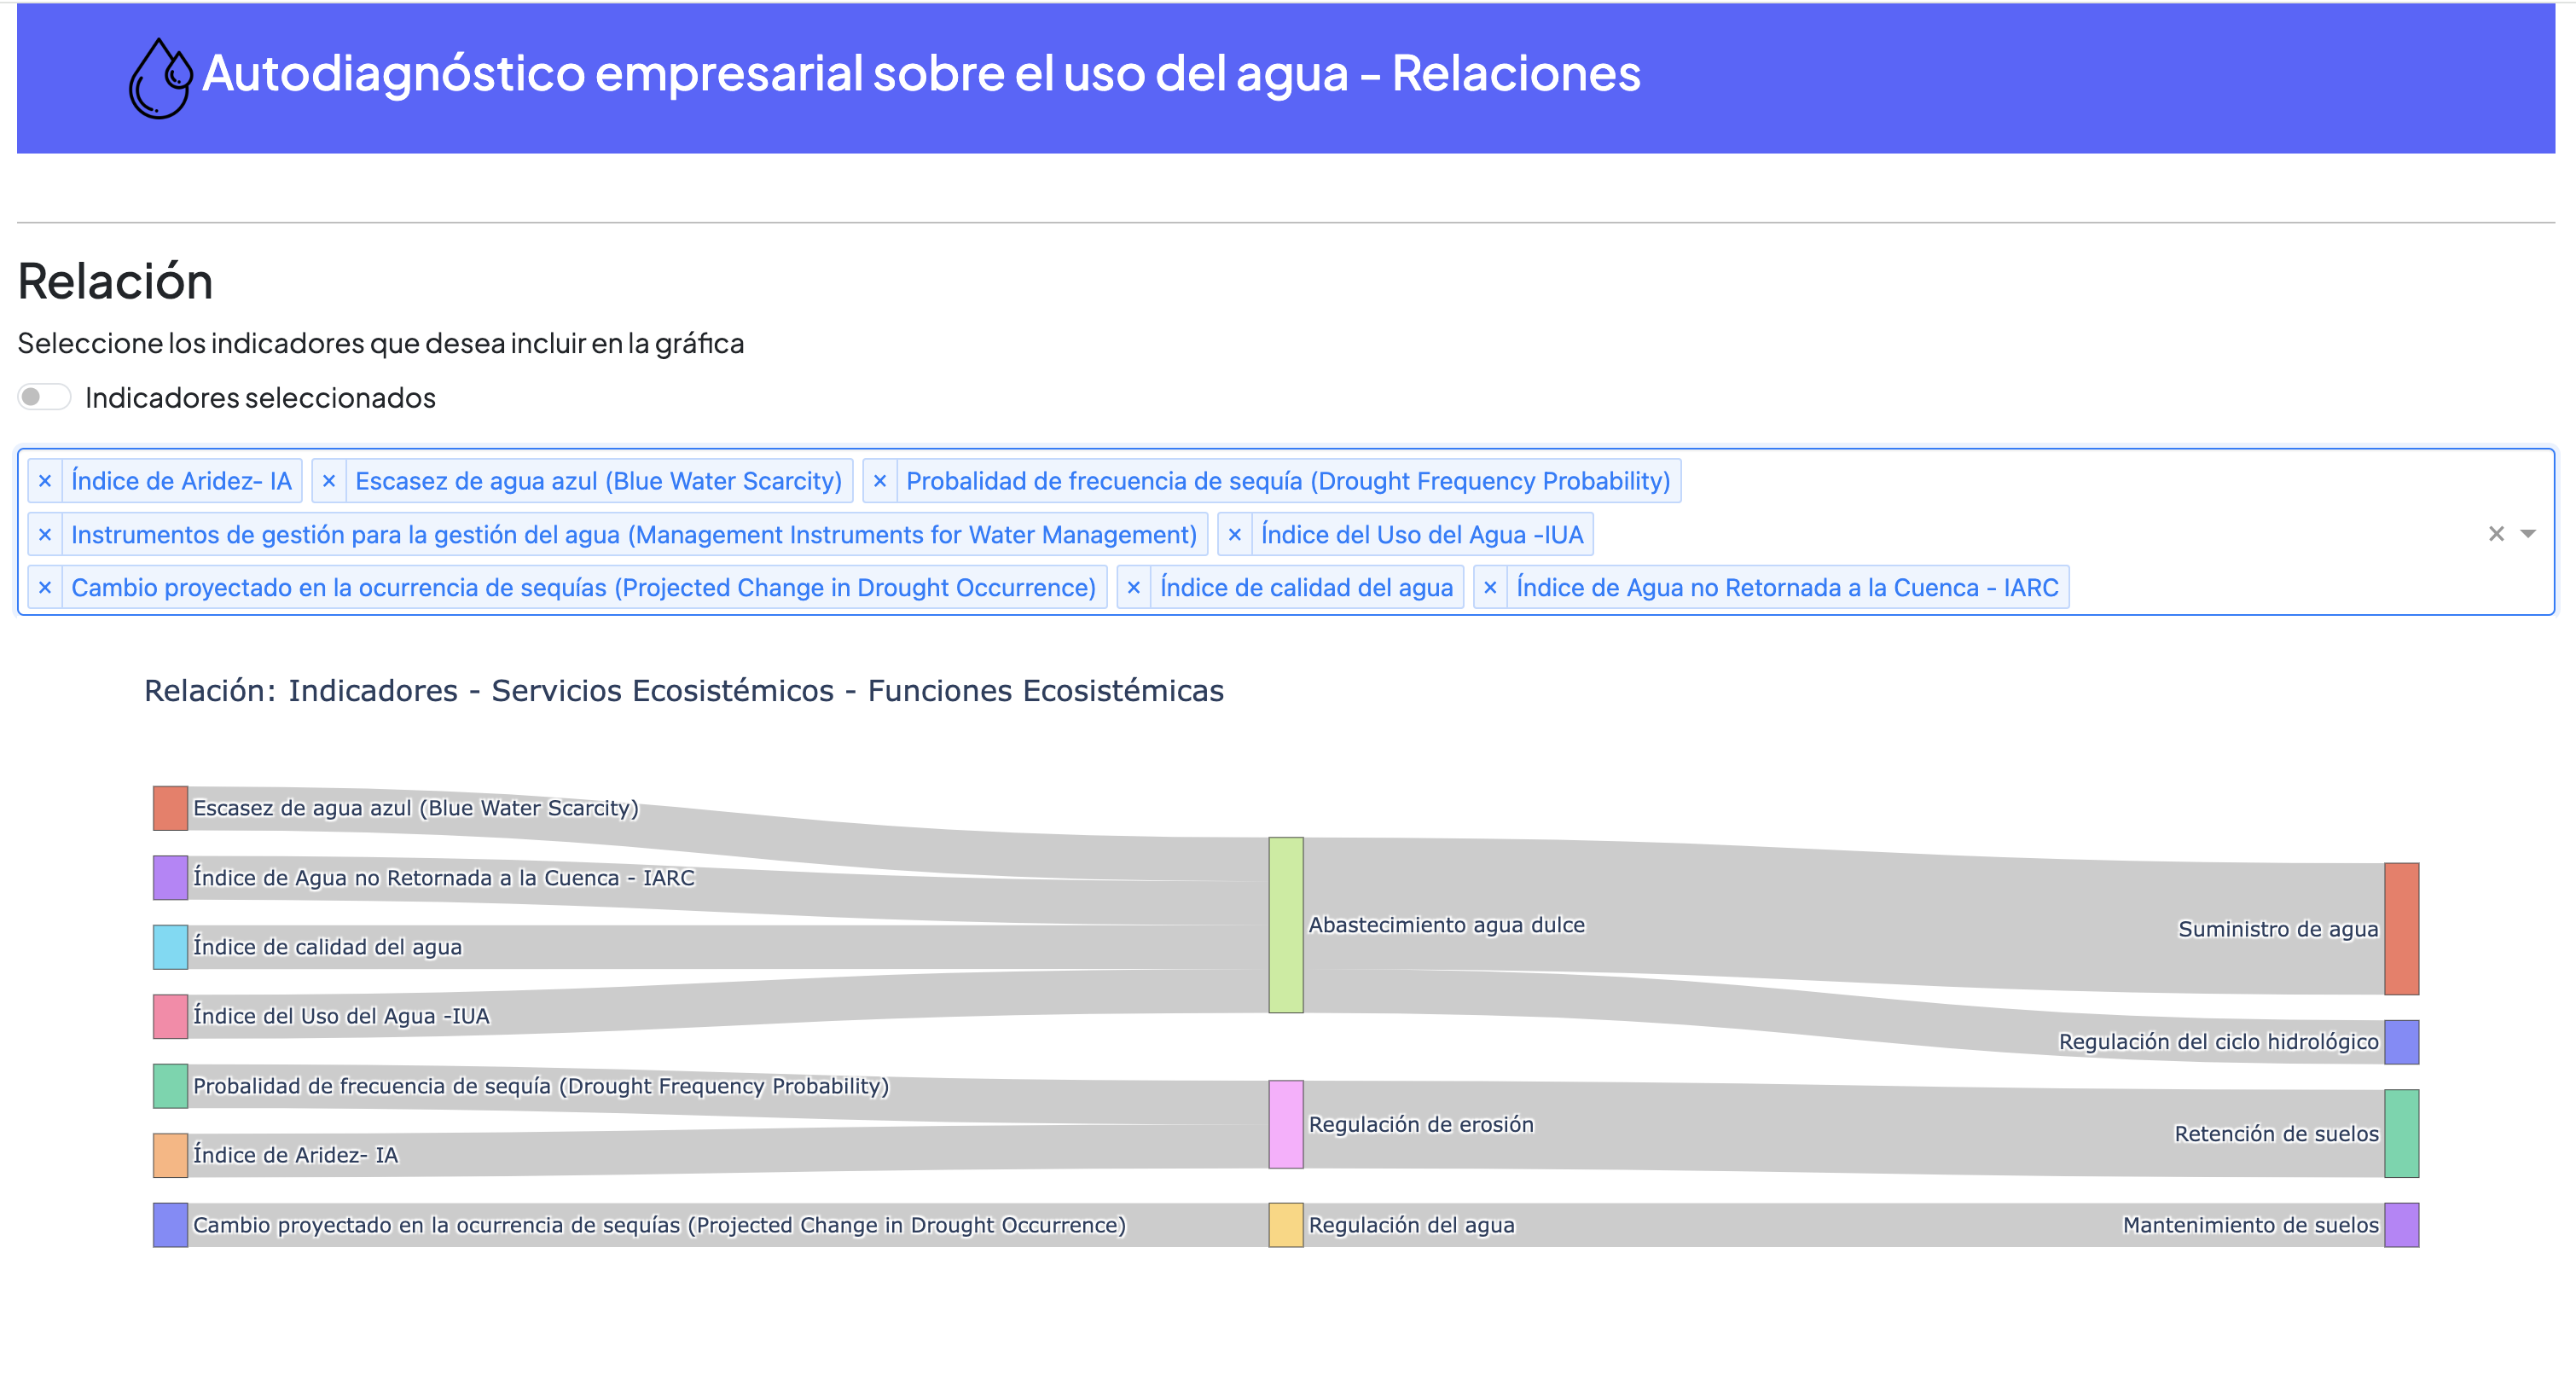 Autodiagnóstico empresarial sobre el uso del agua - Relaciones
Relación
Seleccione los indicadores que desea incluir en la gráfica
Indicadores seleccionados
× Índice de Aridez- IA × Escasez de agua azul (Blue Water Scarcity) × Probalidad de frecuencia de sequía (Drought Frequency Probability)
× Instrumentos de gestión para la gestión del agua (Management Instruments for Water Management) × Índice del Uso del Agua -IUA
× Cambio proyectado en la ocurrencia de sequías (Projected Change in Drought Occurrence) × Índice de calidad del agua × Índice de Agua no Retornada a la Cuenca - IARC
Relación: Indicadores - Servicios Ecosistémicos - Funciones Ecosistémicas
Escasez de agua azul (Blue Water Scarcity)
Índice de Agua no Retornada a la Cuenca - IARC
Índice de calidad del agua
Índice del Uso del Agua -IUA
Probalidad de frecuencia de sequía (Drought Frequency Probability)
Índice de Aridez- IA
Cambio proyectado en la ocurrencia de sequías (Projected Change in Drought Occurrence)
Abastecimiento agua dulce
Regulación de erosión
Regulación del agua
Suministro de agua
Regulación del ciclo hidrológico
Retención de suelos
Mantenimiento de suelos